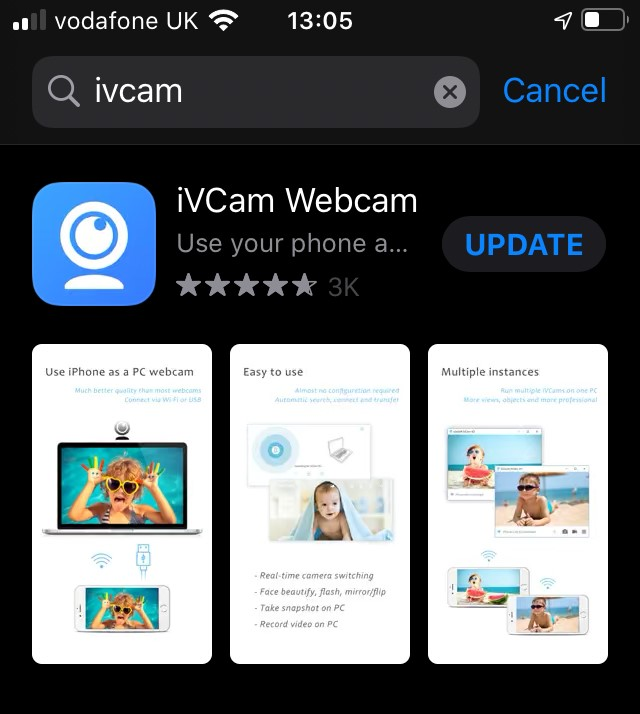 vodafone UK 13:05
ivcam Cancel
iVCam Webcam
Use your phone a...
UPDATE
3K
Use iPhone as a PC webcam
Much better quality than most webcams
Connect via Wi-Fi or USB
Easy to use
Almost no configuration required
Automatic search, connect and transfer
- Real-time camera switching
- Face beautify, flash, mirror/flip
- Take snapshot on PC
- Record video on PC
Multiple instances
Run multiple iVCams on one PC
More views, objects and more professional